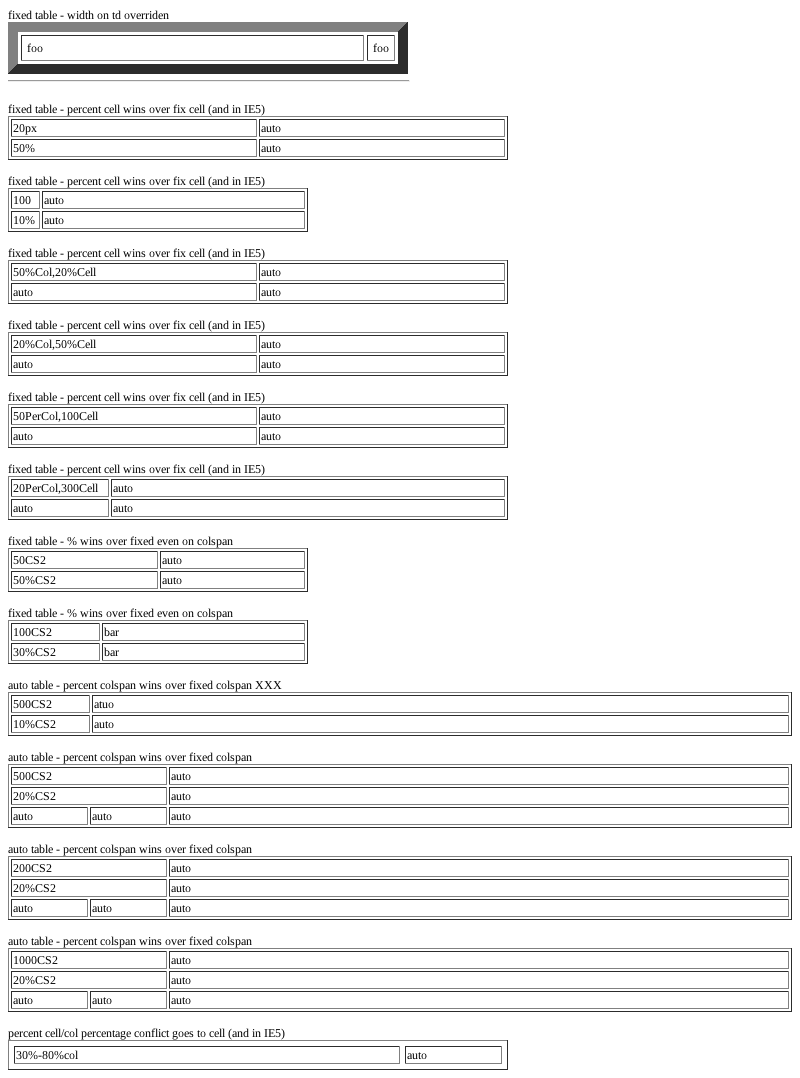 fixed table - width on td overriden
foo foo
fixed table - percent cell wins over fix cell (and in IE5)
20px auto
50% auto
fixed table - percent cell wins over fix cell (and in IE5)
100 auto
10% auto
fixed table - percent cell wins over fix cell (and in IE5)
50%Col,20%Cell auto
auto auto
fixed table - percent cell wins over fix cell (and in IE5)
20%Col,50%Cell auto
auto auto
fixed table - percent cell wins over fix cell (and in IE5)
50PerCol,100Cell auto
auto auto
fixed table - percent cell wins over fix cell (and in IE5)
20PerCol,300Cell auto
auto auto
fixed table - % wins over fixed even on colspan
50CS2 auto
50%CS2 auto
fixed table - % wins over fixed even on colspan
100CS2 bar
30%CS2 bar
auto table - percent colspan wins over fixed colspan XXX
500CS2 atuo
10%CS2 auto
auto table - percent colspan wins over fixed colspan
500CS2 auto
20%CS2 auto
auto auto auto
auto table - percent colspan wins over fixed colspan
200CS2 auto
20%CS2 auto
auto auto auto
auto table - percent colspan wins over fixed colspan
1000CS2 auto
20%CS2 auto
auto auto auto
percent cell/col percentage conflict goes to cell (and in IE5)
30%-80%col auto